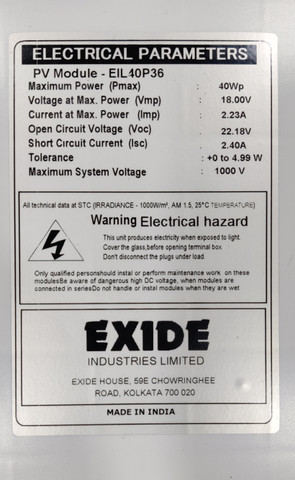 ELECTRICAL PARAMETERS
PV Module - EIL40P36
Maximum Power (Pmax) : 40Wp
Voltage at Max. Power (Vmp) : 18.00V
Current at Max. Power (Imp) : 2.23A
Open Circuit Voltage (Voc) : 22.18V
Short Circuit Current (Isc) : 2.40A
Tolerance : +0 to 4.99 W
Maximum System Voltage : 1000 V
All technical data at STC (IRRADIANCE - 1000W/m², AM 1.5, 25°C TEMPERATURE)
Warning Electrical hazard
This unit produces electricity when exposed to light.
Cover the glass,before opening terminal box.
Don't disconnect the plugs under load.
Only qualified personshould instal or perform maintenance work on these
modulesBe aware of dangerous high DC voltage, when modules are
connected in seriesDo not handle or instal modules when they are wet
EXIDE
INDUSTRIES LIMITED
EXIDE HOUSE, 59E CHOWRINGHEE
ROAD, KOLKATA 700 020
MADE IN INDIA